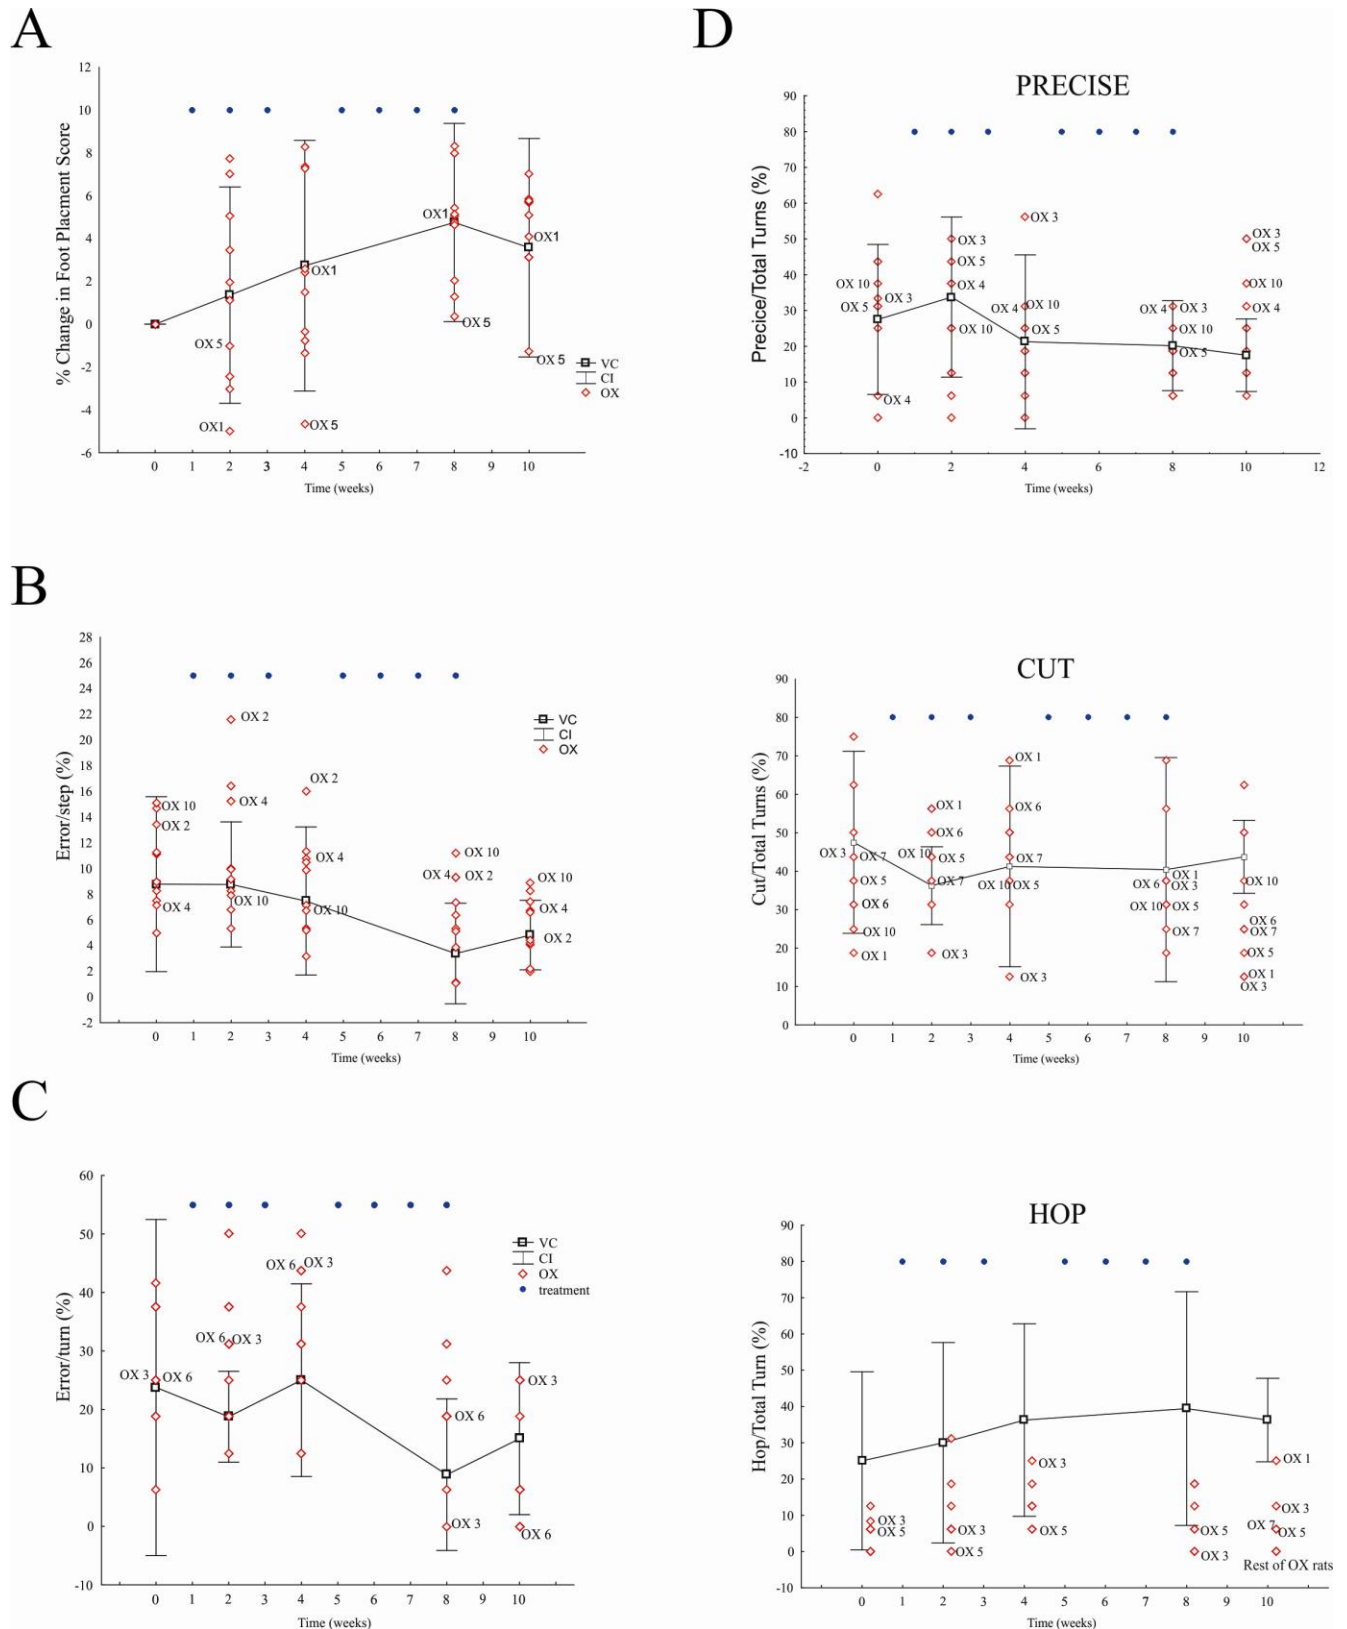 A
% Change in Foot Placment Score
12
10
8
6
4
2
0
-2
-4
-6
OX 5
OX1
OX1
OX 5
OX1
OX 5
OX1
OX 5
VC
CI
OX
0 1 2 3 4 5 6 7 8 9 10
Time (weeks)
B
Error/step (%)
28
26
24
22
20
18
16
14
12
10
8
6
4
2
0
-2
OX 10
OX 2
OX 4
OX 2
OX 4
OX 10
OX 2
OX 4
OX 10
OX 10
OX 4 OX 2
OX 10
OX 4
OX 2
VC
CI
OX
0 1 2 3 4 5 6 7 8 9 10
Time (weeks)
C
Error/turn (%)
60
50
40
30
20
10
0
-10
OX 3 OX 6
OX 6 OX 3
OX 6 OX 3
OX 6
OX 3
OX 3
OX 6
VC
CI
OX
treatment
0 1 2 3 4 5 6 7 8 9 10
Time (weeks)
D
PRECISE
Precice/Total Turns (%)
90
80
70
60
50
40
30
20
10
0
-10
OX 10
OX 3
OX 5
OX 4
OX 3
OX 5
OX 4
OX 10
OX 3
OX 4 OX 10
OX 5
OX 4 OX 3
OX 10
OX 5
OX 3
OX 5
OX 10
OX 4
-2 0 2 4 6 8 10 12
Time (weeks)
CUT
Cut/Total Turns (%)
90
80
70
60
50
40
30
20
10
0
OX 3 OX 7
OX 5
OX 6
OX 10
OX 1
OX 1
OX 6
OX 10 OX 5
OX 7
OX 3
OX 1
OX 6
OX 7
OX 10 OX 5
OX 3
OX 1
OX 6 OX 3
OX 10 OX 5
OX 7
OX 10
OX 6
OX 7
OX 5
OX 1
OX 3
0 1 2 3 4 5 6 7 8 9 10
Time (weeks)
HOP
Hop/Total Turn (%)
90
80
70
60
50
40
30
20
10
0
-10
OX 3
OX 5
OX 3
OX 5
OX 3
OX 5
OX 5
OX 3
OX 1
OX 3
OX 7
OX 5
Rest of OX rats
0 1 2 3 4 5 6 7 8 9 10
Time (weeks)